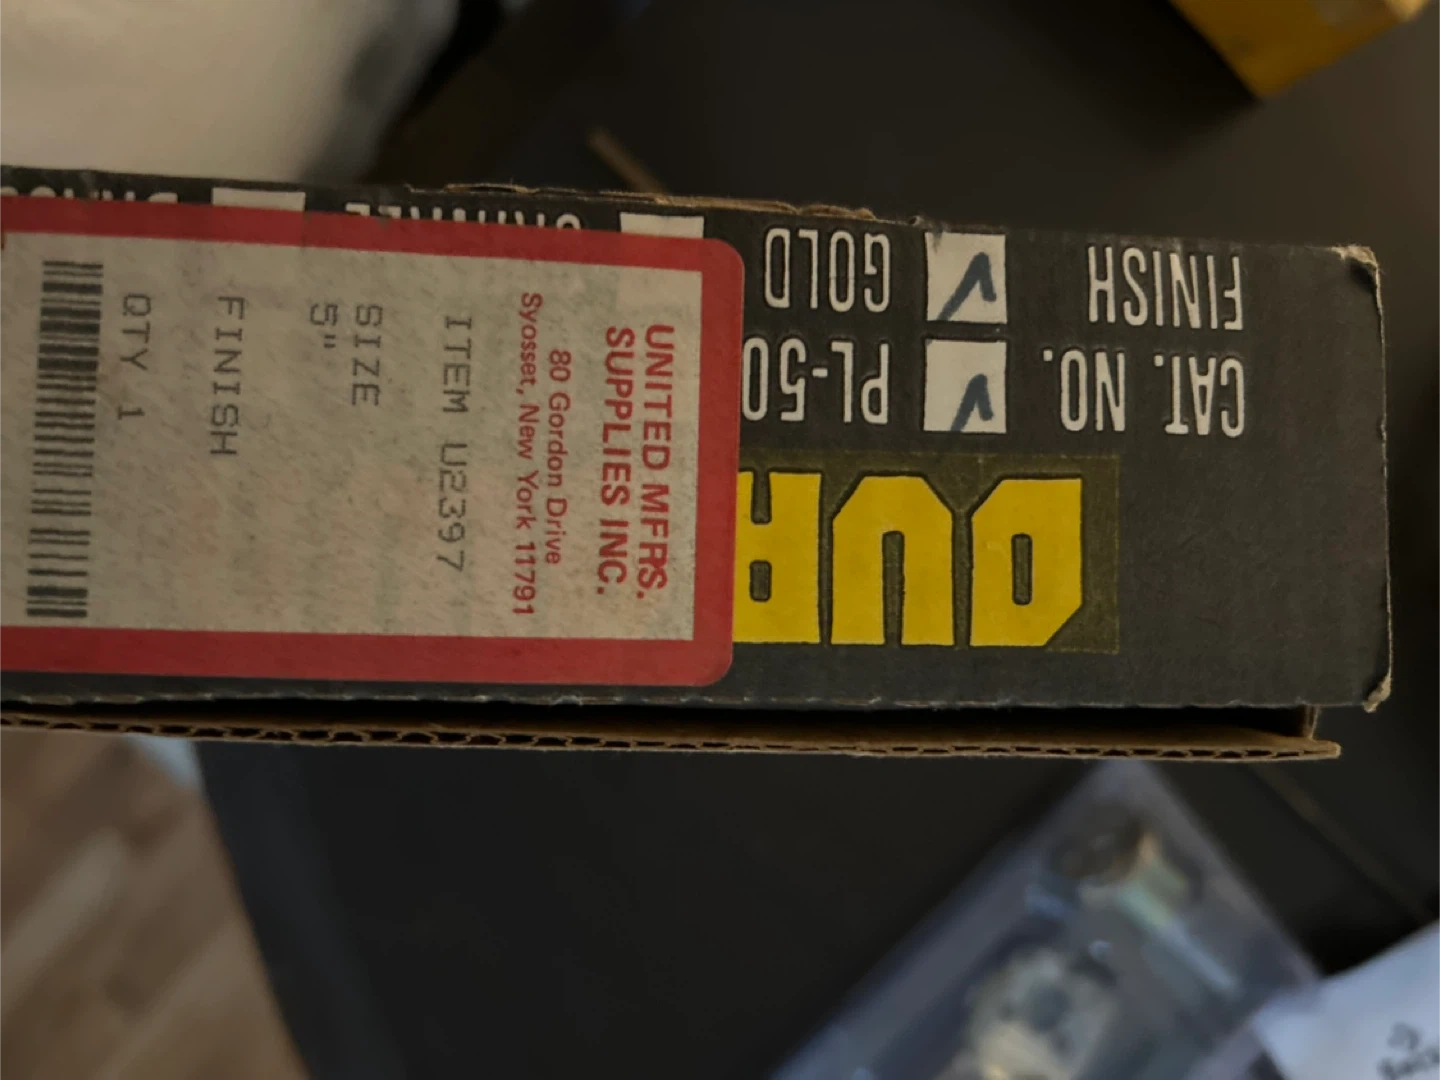 UNITED MFRS.
SUPPLIES INC.
80 Gordon Drive
Syosset, New York 11791
ITEM U2397
SIZE
5"
FINISH
QTY 1
DURA
CAT. NO. PL-50
FINISH GOLD